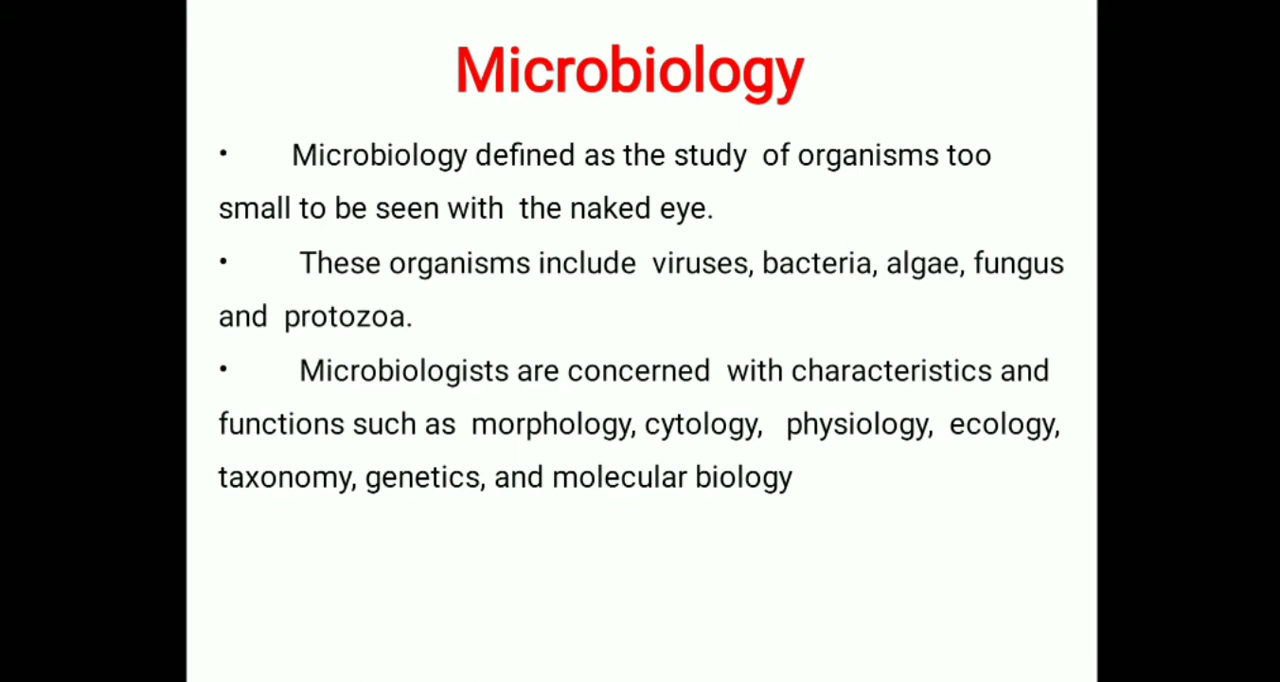 Microbiology
• Microbiology defined as the study of organisms too
small to be seen with the naked eye.
• These organisms include viruses, bacteria, algae, fungus
and protozoa.
• Microbiologists are concerned with characteristics and
functions such as morphology, cytology, physiology, ecology,
taxonomy, genetics, and molecular biology